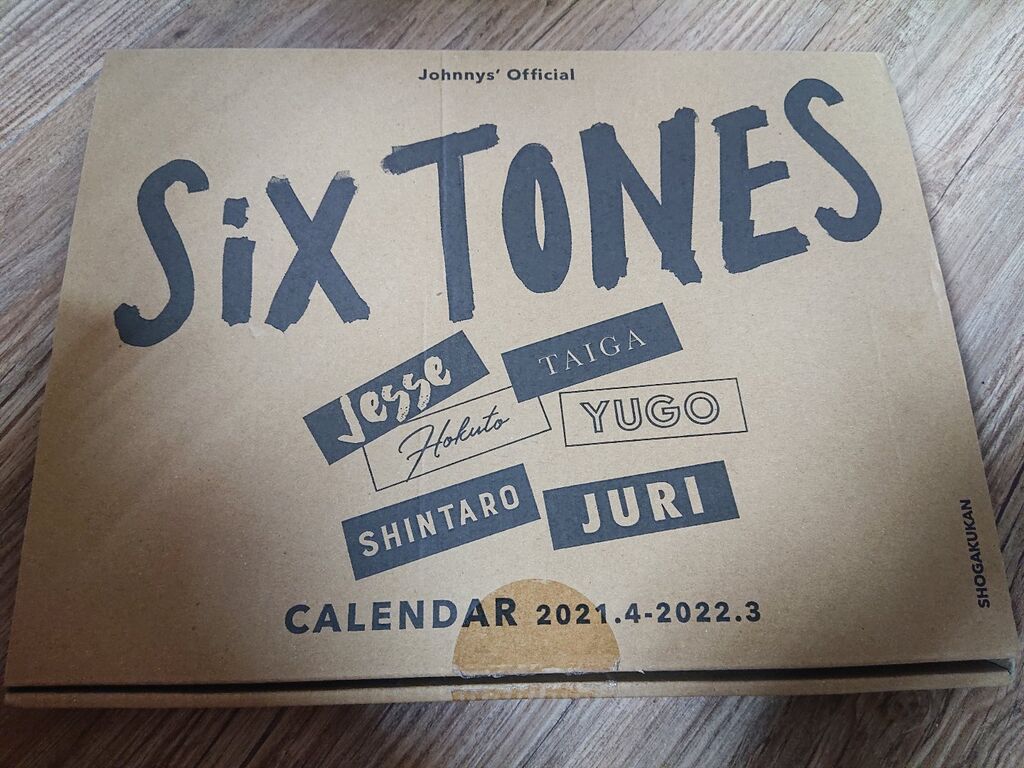 Johnnys' Official
SiXTONES
Jesse
TAIGA
Hokuto
YUGO
SHINTARO
JURI
CALENDAR 2021.4-2022.3
SHOGAKUKAN